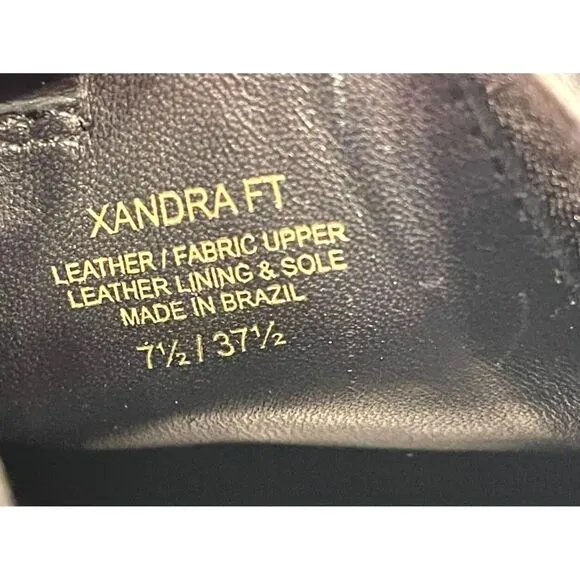 XANDRA FT
LEATHER / FABRIC UPPER
LEATHER LINING & SOLE
MADE IN BRAZIL
7½ / 37½